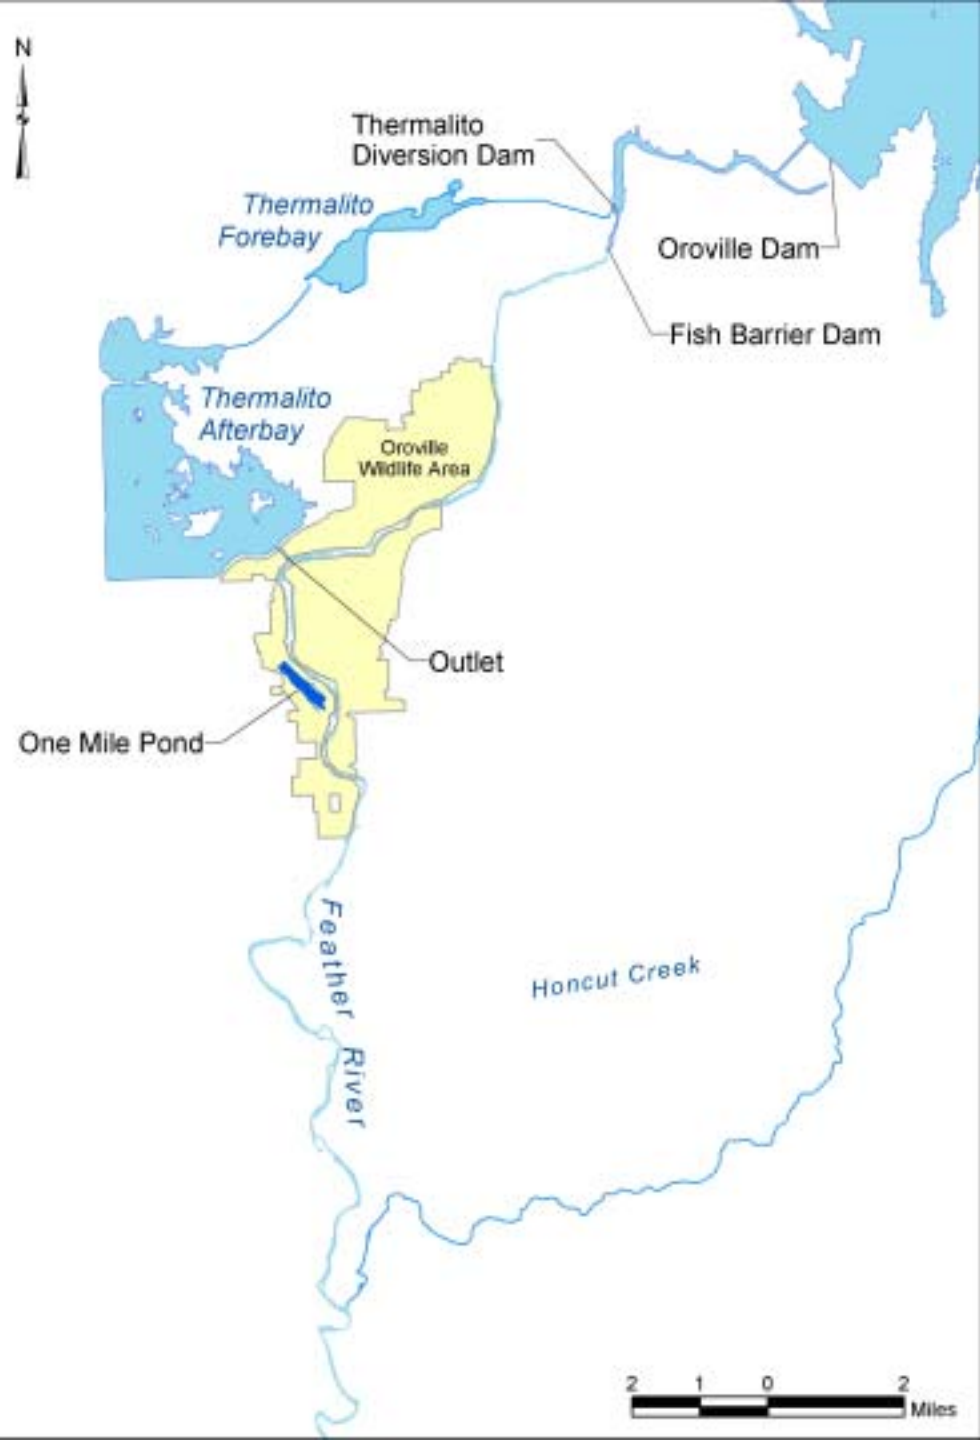 N
Thermalito
Diversion Dam
Thermalito
Forebay
Oroville Dam
Fish Barrier Dam
Thermalito
Afterbay
Oroville
Wildlife Area
Outlet
One Mile Pond
Feather River
Honcut Creek
2 1 0 2
Miles